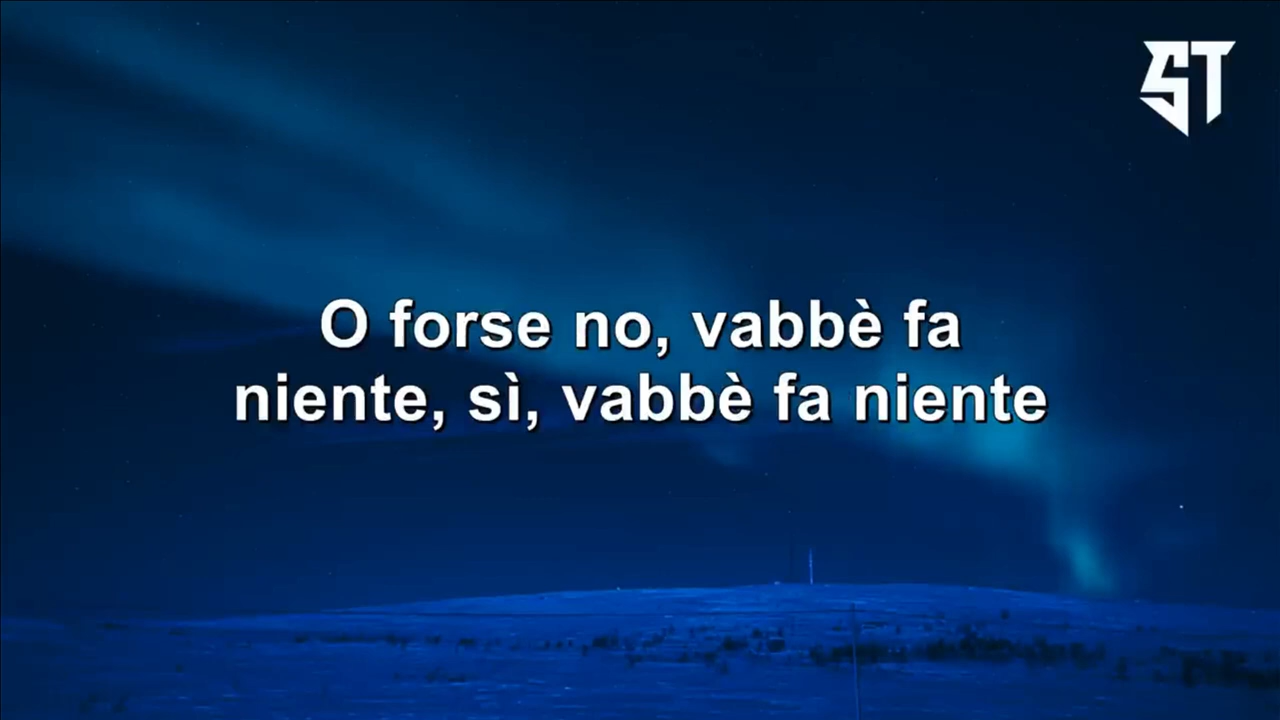 ST
O forse no, vabbè fa
niente, sì, vabbè fa niente